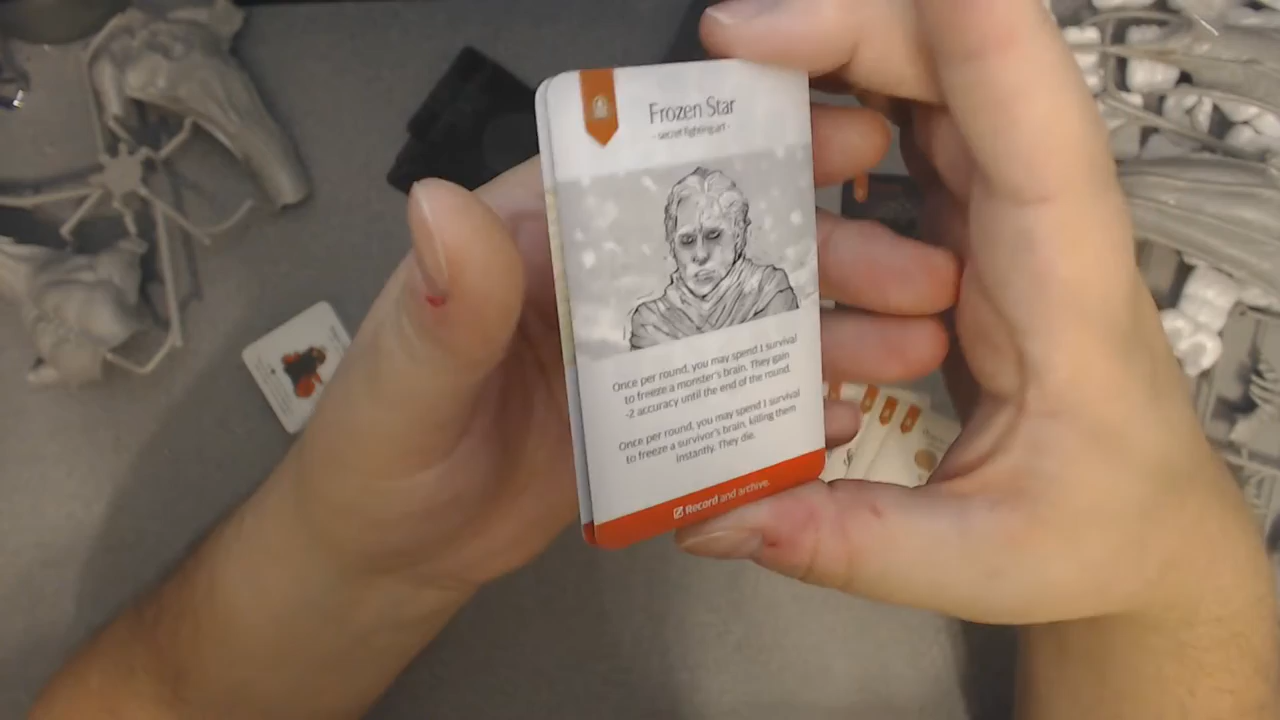 Frozen Star
- secret fighting art -
Once per round, you may spend 1 survival
to freeze a monster's brain. They gain
-2 accuracy until the end of the round.
Once per round, you may spend 1 survival
to freeze a survivor's brain, killing them
instantly. They die.
Record and archive.